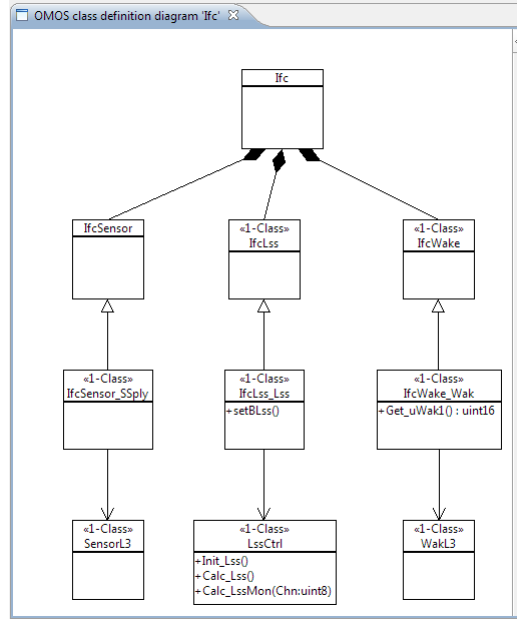 OMOS class definition diagram 'Ifc'
Ifc
IfcSensor
«1-Class»
IfcLss
«1-Class»
IfcWake
«1-Class»
IfcSensor_SSply
«1-Class»
IfcLss_Lss
+setBLss()
«1-Class»
IfcWake_Wak
+Get_uWak1() : uint16
«1-Class»
SensorL3
«1-Class»
LssCtrl
+Init_Lss()
+Calc_Lss()
+Calc_LssMon(Chn:uint8)
«1-Class»
WakL3